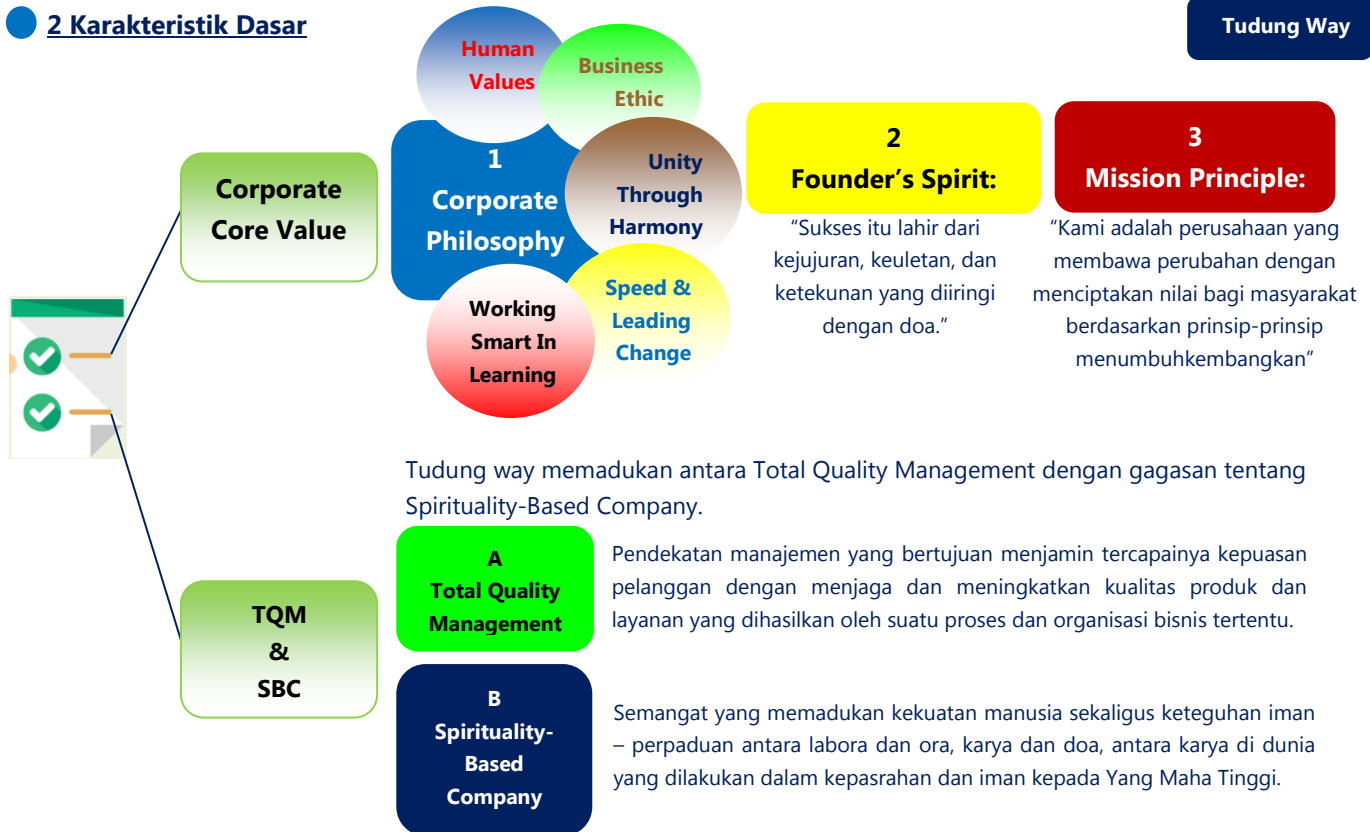 2 Karakteristik Dasar
Tudung Way
Corporate
Core Value
1
Corporate
Philosophy
Human
Values
Business
Ethic
Unity
Through
Harmony
Speed &
Leading
Change
Working
Smart In
Learning
2
Founder’s Spirit:
“Sukses itu lahir dari
kejujuran, keuletan, dan
ketekunan yang diiringi
dengan doa.”
3
Mission Principle:
“Kami adalah perusahaan yang
membawa perubahan dengan
menciptakan nilai bagi masyarakat
berdasarkan prinsip-prinsip
menumbuhkembangkan”
Tudung way memadukan antara Total Quality Management dengan gagasan tentang
Spirituality-Based Company.
TQM
&
SBC
A
Total Quality
Management
Pendekatan manajemen yang bertujuan menjamin tercapainya kepuasan
pelanggan dengan menjaga dan meningkatkan kualitas produk dan
layanan yang dihasilkan oleh suatu proses dan organisasi bisnis tertentu.
B
Spirituality-
Based
Company
Semangat yang memadukan kekuatan manusia sekaligus keteguhan iman
– perpaduan antara labora dan ora, karya dan doa, antara karya di dunia
yang dilakukan dalam kepasrahan dan iman kepada Yang Maha Tinggi.